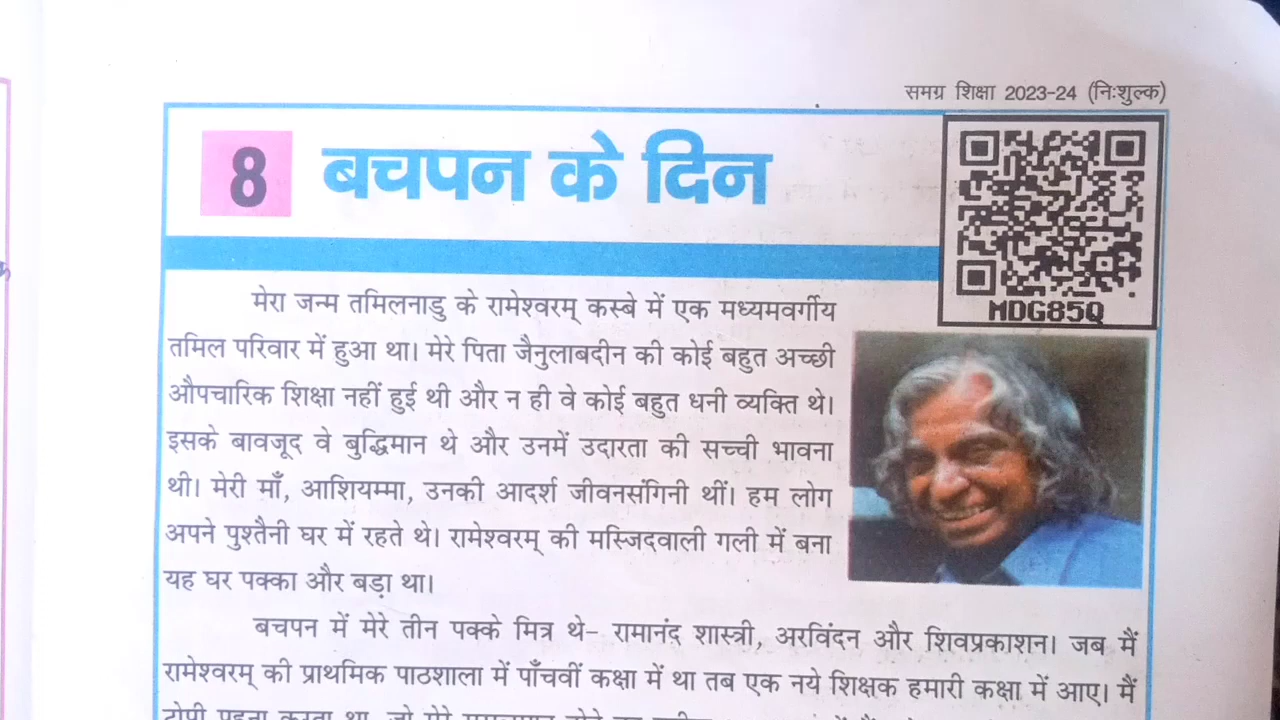 समग्र शिक्षा 2023-24 (निःशुल्क)
8 बचपन के दिन
MDG85Q
मेरा जन्म तमिलनाडु के रामेश्वरम् कस्बे में एक मध्यमवर्गीय
तमिल परिवार में हुआ था। मेरे पिता जैनुलाबदीन की कोई बहुत अच्छी
औपचारिक शिक्षा नहीं हुई थी और न ही वे कोई बहुत धनी व्यक्ति थे।
इसके बावजूद वे बुद्धिमान थे और उनमें उदारता की सच्ची भावना
थी। मेरी माँ, आशियम्मा, उनकी आदर्श जीवनसंगिनी थीं। हम लोग
अपने पुश्तैनी घर में रहते थे। रामेश्वरम् की मस्जिदवाली गली में बना
यह घर पक्का और बड़ा था।
बचपन में मेरे तीन पक्के मित्र थे- रामानंद शास्त्री, अरविंदन और शिवप्रकाशन। जब मैं
रामेश्वरम् की प्राथमिक पाठशाला में पाँचवीं कक्षा में था तब एक नये शिक्षक हमारी कक्षा में आए। मैं
टोपी पहना करता था, जो मेरे